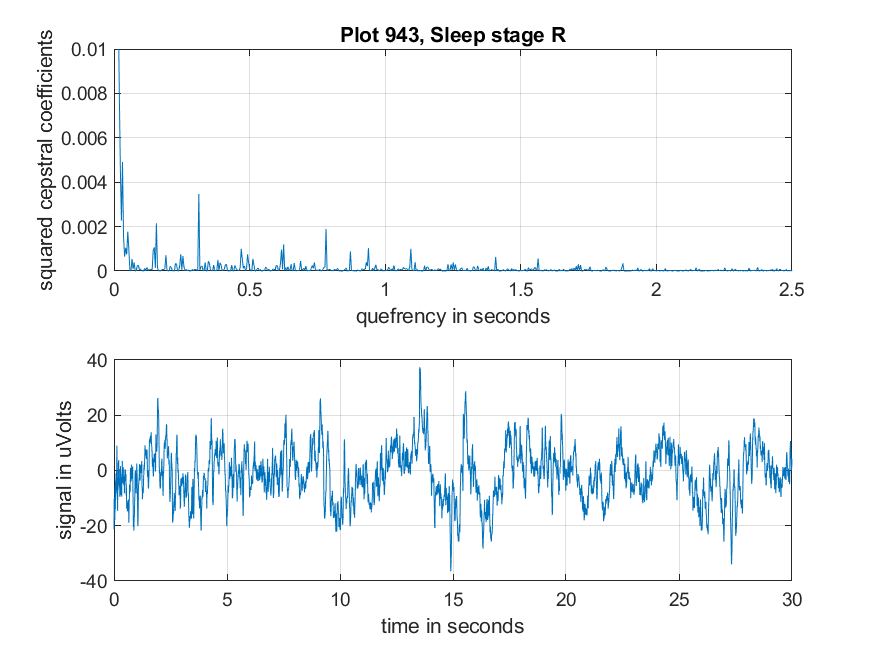 Plot 943, Sleep stage R
squared cepstral coefficients
0.01
0.008
0.006
0.004
0.002
0
0 0.5 1 1.5 2 2.5
quefrency in seconds
signal in uVolts
40
20
0
-20
-40
0 5 10 15 20 25 30
time in seconds